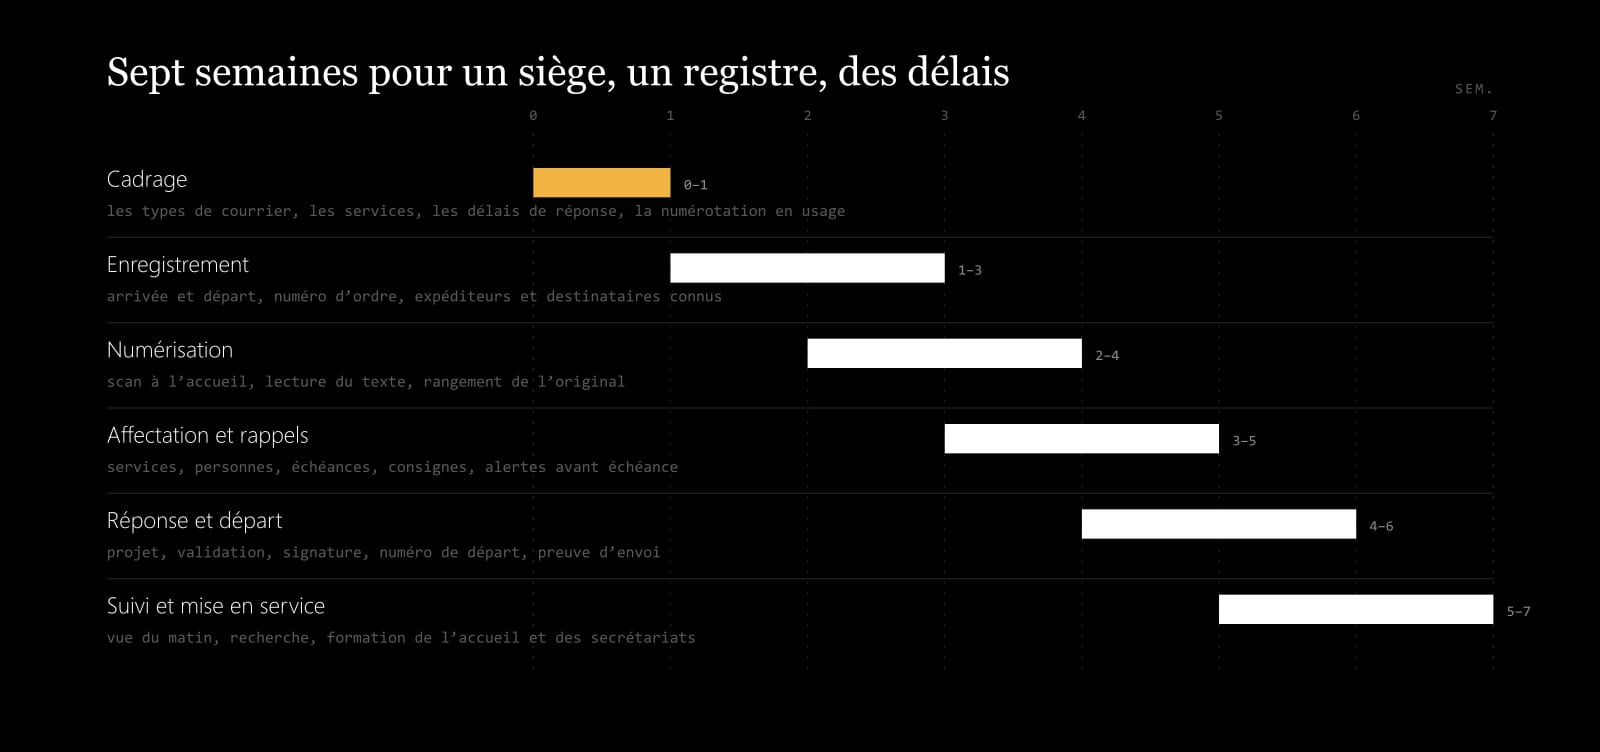 Sept semaines pour un siège, un registre, des délais
SEM.
0 1 2 3 4 5 6 7
Cadrage
0–1
les types de courrier, les services, les délais de réponse, la numérotation en usage
Enregistrement
1–3
arrivée et départ, numéro d’ordre, expéditeurs et destinataires connus
Numérisation
2–4
scan à l’accueil, lecture du texte, rangement de l’original
Affectation et rappels
3–5
services, personnes, échéances, consignes, alertes avant échéance
Réponse et départ
4–6
projet, validation, signature, numéro de départ, preuve d’envoi
Suivi et mise en service
5–7
vue du matin, recherche, formation de l’accueil et des secrétariats